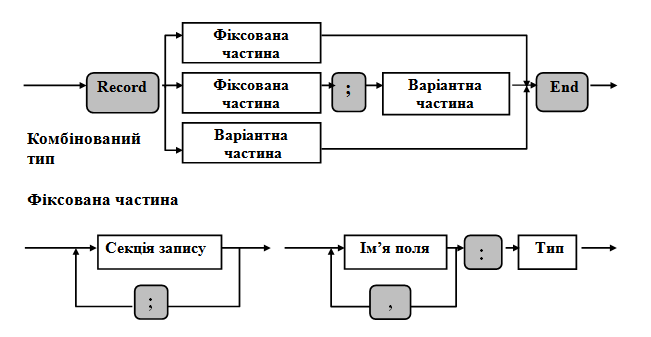 Фіксована
частина
Record
Фіксована
частина
;
Варіантна
частина
End
Комбінований
тип
Варіантна
частина
Фіксована частина
Секція запису
Ім’я поля
:
Тип
;
,